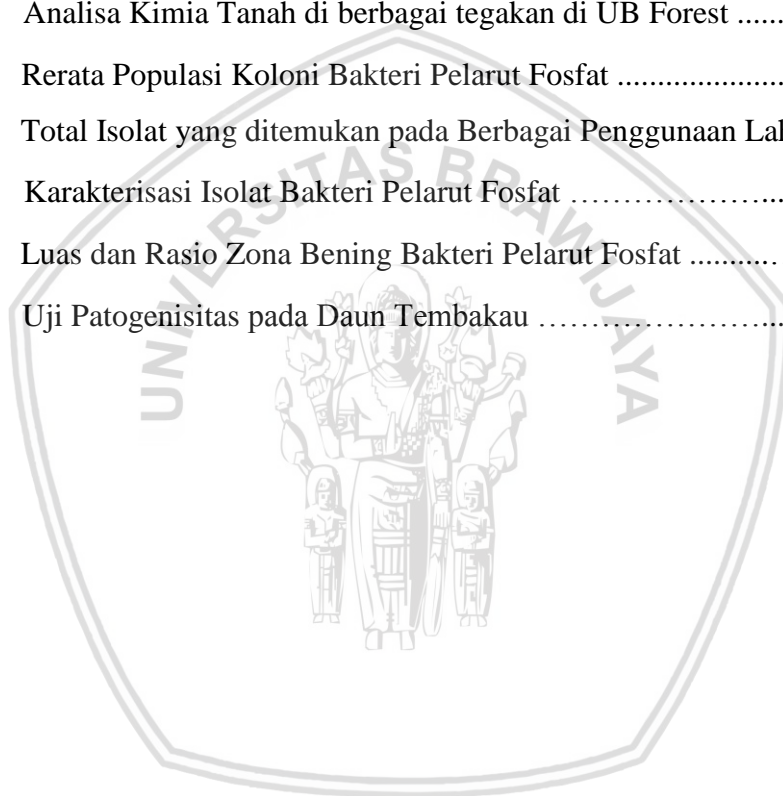 Analisa Kimia Tanah di berbagai tegakan di UB Forest ......
Rerata Populasi Koloni Bakteri Pelarut Fosfat .....................
Total Isolat yang ditemukan pada Berbagai Penggunaan
Karakterisasi Isolat Bakteri Pelarut Fosfat ………………....
Luas dan Rasio Zona Bening Bakteri Pelarut Fosfat ..........
Uji Patogenisitas pada Daun Tembakau …………………...
UNIVERSITAS BRAWIJAYA